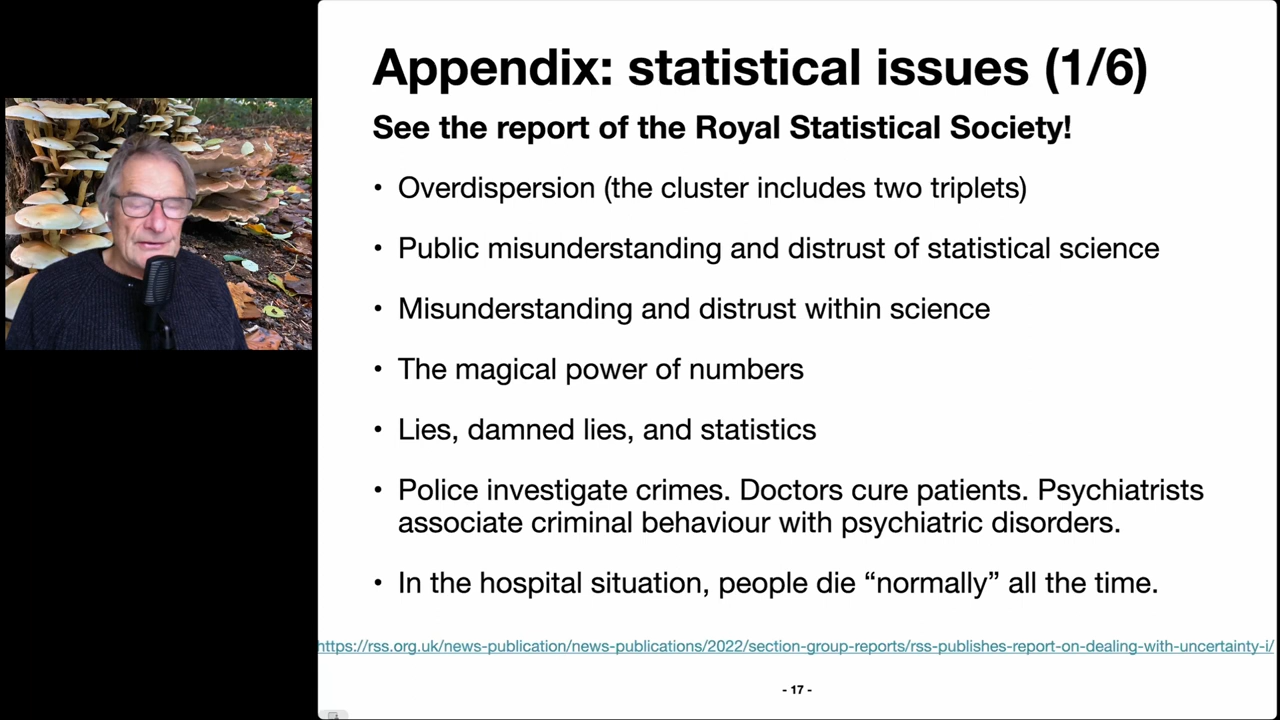 Appendix: statistical issues (1/6)
See the report of the Royal Statistical Society!
• Overdispersion (the cluster includes two triplets)
• Public misunderstanding and distrust of statistical science
• Misunderstanding and distrust within science
• The magical power of numbers
• Lies, damned lies, and statistics
• Police investigate crimes. Doctors cure patients. Psychiatrists
associate criminal behaviour with psychiatric disorders.
• In the hospital situation, people die “normally” all the time.
https://rss.org.uk/news-publication/news-publications/2022/section-group-reports/rss-publishes-report-on-dealing-with-uncertainty-i/
- 17 -